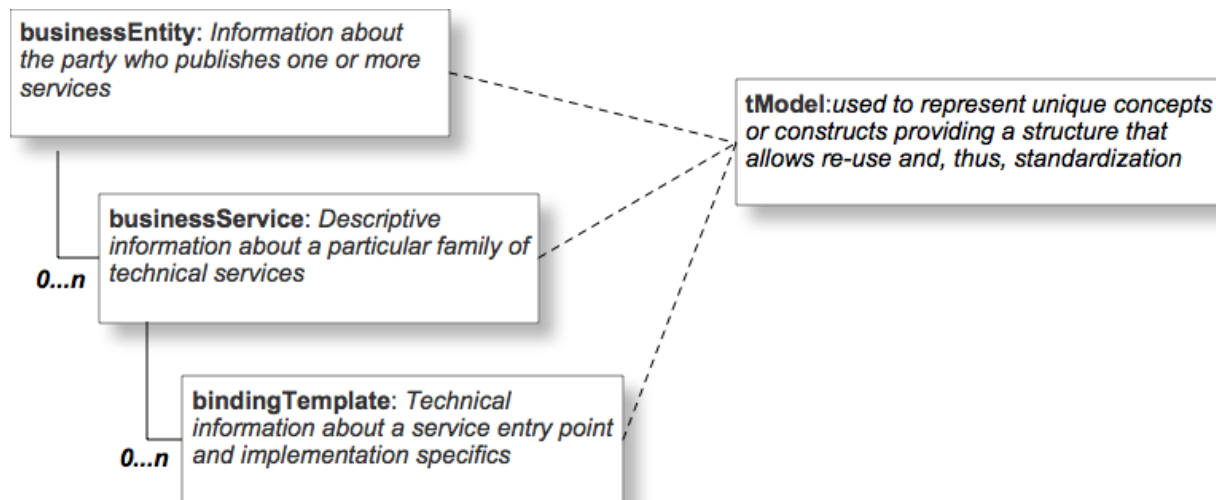 businessEntity: Information about
the party who publishes one or more
services
tModel:used to represent unique concepts
or constructs providing a structure that
allows re-use and, thus, standardization
businessService: Descriptive
information about a particular family of
technical services
0...n
bindingTemplate: Technical
information about a service entry point
and implementation specifics
0...n